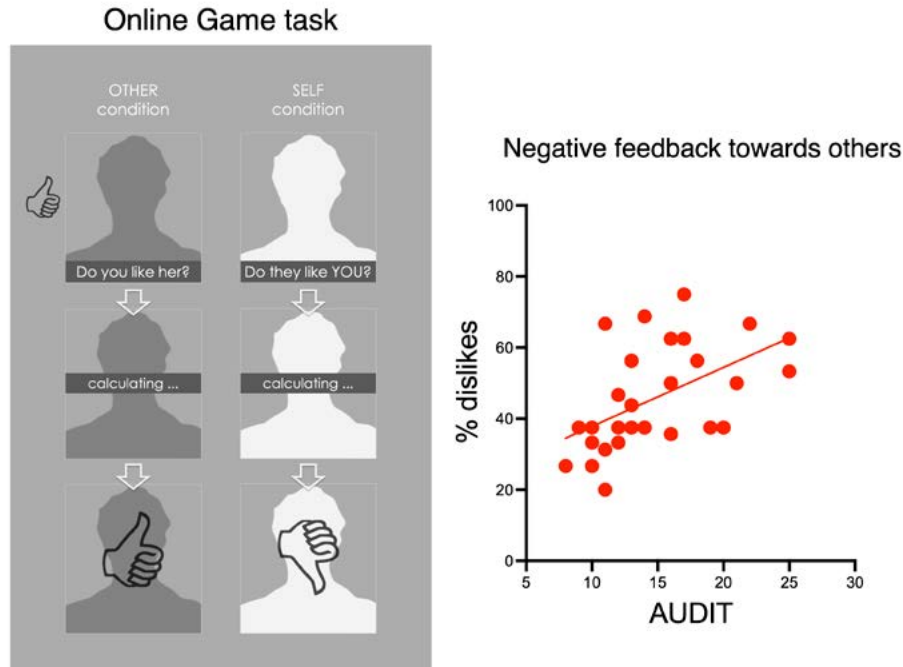 Online Game task
OTHER
condition
SELF
condition
Do you like her?
Do they like YOU?
calculating ...
calculating ...
Negative feedback towards others
% dislikes
100
80
60
40
20
0
5
10
15
20
25
30
AUDIT